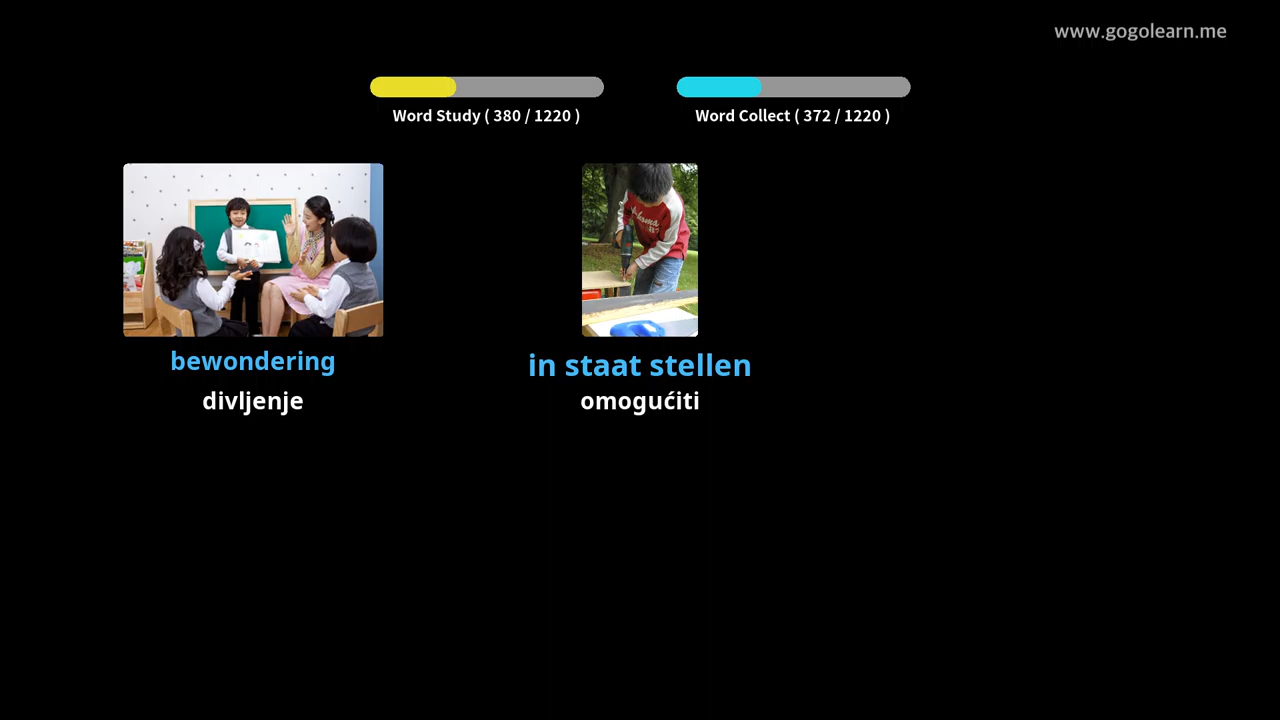 www.gogolearn.me
Word Study ( 380 / 1220 )
Word Collect ( 372 / 1220 )
bewondering
divljenje
in staat stellen
omogućiti